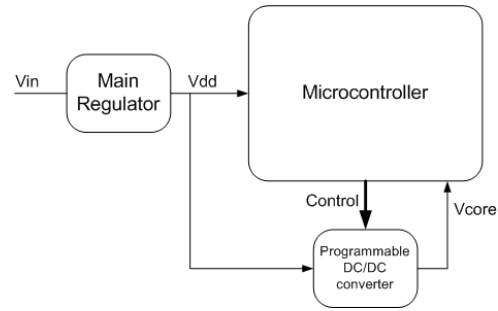 Vin
Main
Regulator
Vdd
Microcontroller
Control
Vcore
Programmable
DC/DC
converter